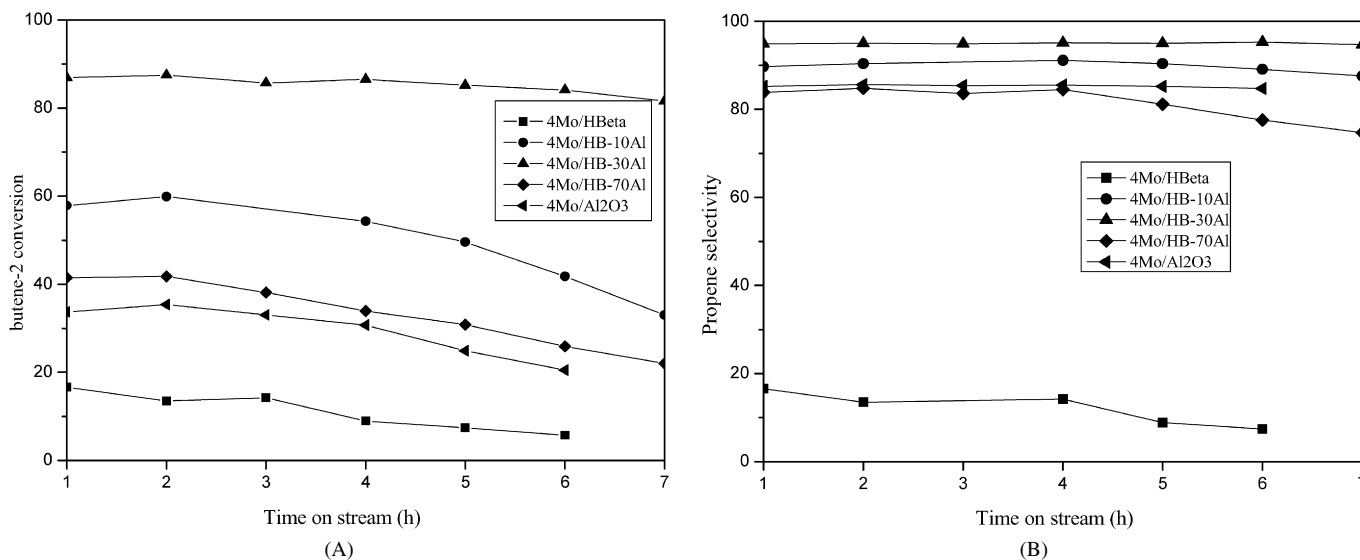 100
80
60
40
20
0
butene-2 conversion
4Mo/HBeta
4Mo/HB-10Al
4Mo/HB-30Al
4Mo/HB-70Al
4Mo/Al2O3
1 2 3 4 5 6 7
Time on stream (h)
(A)
100
80
60
40
20
0
Propene selectivity
4Mo/HBeta
4Mo/HB-10Al
4Mo/HB-30Al
4Mo/HB-70Al
4Mo/Al2O3
1 2 3 4 5 6 7
Time on stream (h)
(B)